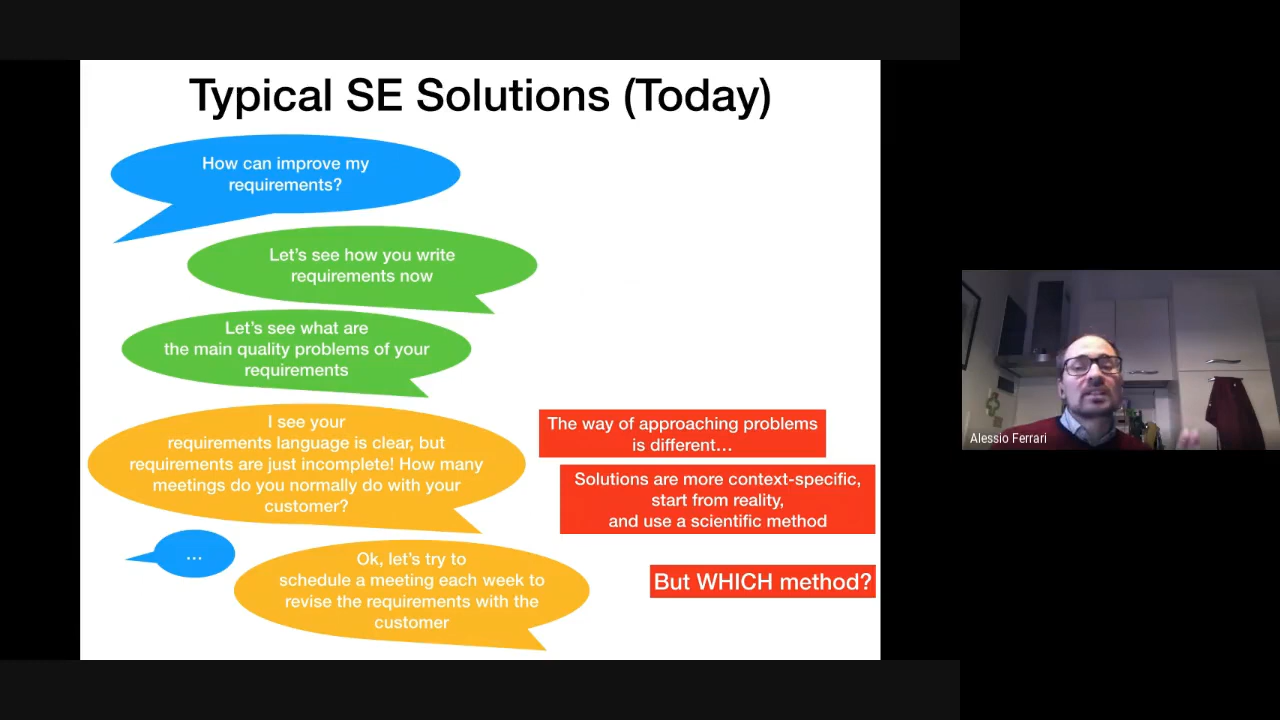 Typical SE Solutions (Today)
How can improve my
requirements?
Let's see how you write
requirements now
Let's see what are
the main quality problems of your
requirements
I see your
requirements language is clear, but
requirements are just incomplete! How many
meetings do you normally do with your
customer?
...
Ok, let's try to
schedule a meeting each week to
revise the requirements with the
customer
The way of approaching problems
is different...
Solutions are more context-specific,
start from reality,
and use a scientific method
But WHICH method?
Alessio Ferrari